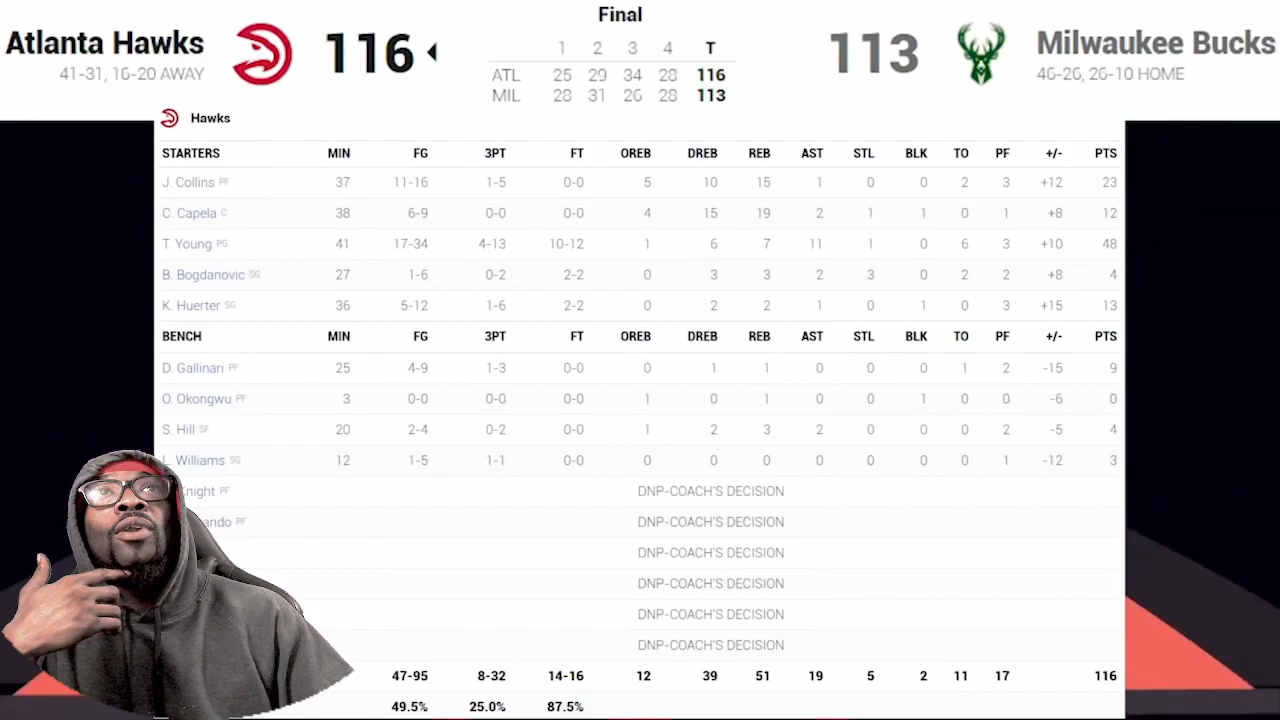 Final
Atlanta Hawks 116 113 Milwaukee Bucks
41-31, 16-20 AWAY 46-26, 26-10 HOME
1 2 3 4 T
ATL 25 29 34 28 116
MIL 28 31 26 28 113
Hawks
STARTERS MIN FG 3PT FT OREB DREB REB AST STL BLK TO PF +/- PTS
J. Collins PF 37 11-16 1-5 0-0 5 10 15 1 0 0 2 3 +12 23
C. Capela C 38 6-9 0-0 0-0 4 15 19 2 1 1 0 1 +8 12
T. Young PG 41 17-34 4-13 10-12 1 6 7 11 1 0 6 3 +10 48
B. Bogdanovic SG 27 1-6 0-2 2-2 0 3 3 2 3 0 2 2 +8 4
K. Huerter SG 36 5-12 1-6 2-2 0 2 2 1 0 1 0 3 +15 13
BENCH MIN FG 3PT FT OREB DREB REB AST STL BLK TO PF +/- PTS
D. Gallinari PF 25 4-9 1-3 0-0 0 1 1 0 0 0 1 2 -15 9
O. Okongwu PF 3 0-0 0-0 0-0 1 0 1 0 0 1 0 0 -6 0
S. Hill SF 20 2-4 0-2 0-0 1 2 3 2 0 0 0 2 -5 4
L. Williams SG 12 1-5 1-1 0-0 0 0 0 0 0 0 0 1 -12 3
night PF DNP-COACH'S DECISION
ando PF DNP-COACH'S DECISION
DNP-COACH'S DECISION
DNP-COACH'S DECISION
DNP-COACH'S DECISION
DNP-COACH'S DECISION
47-95 8-32 14-16 12 39 51 19 5 2 11 17 116
49.5% 25.0% 87.5%